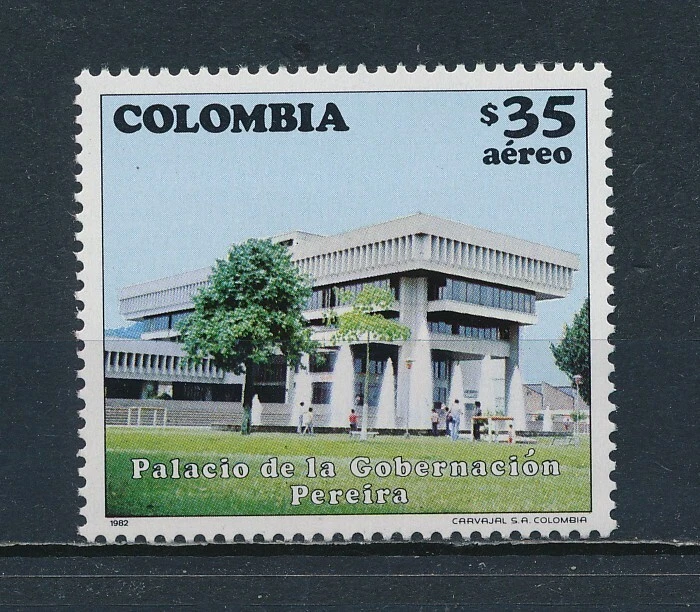 COLOMBIA
$35
aéreo
Palacio de la Gobernación
Pereira
1982
CARVAJAL S.A. COLOMBIA